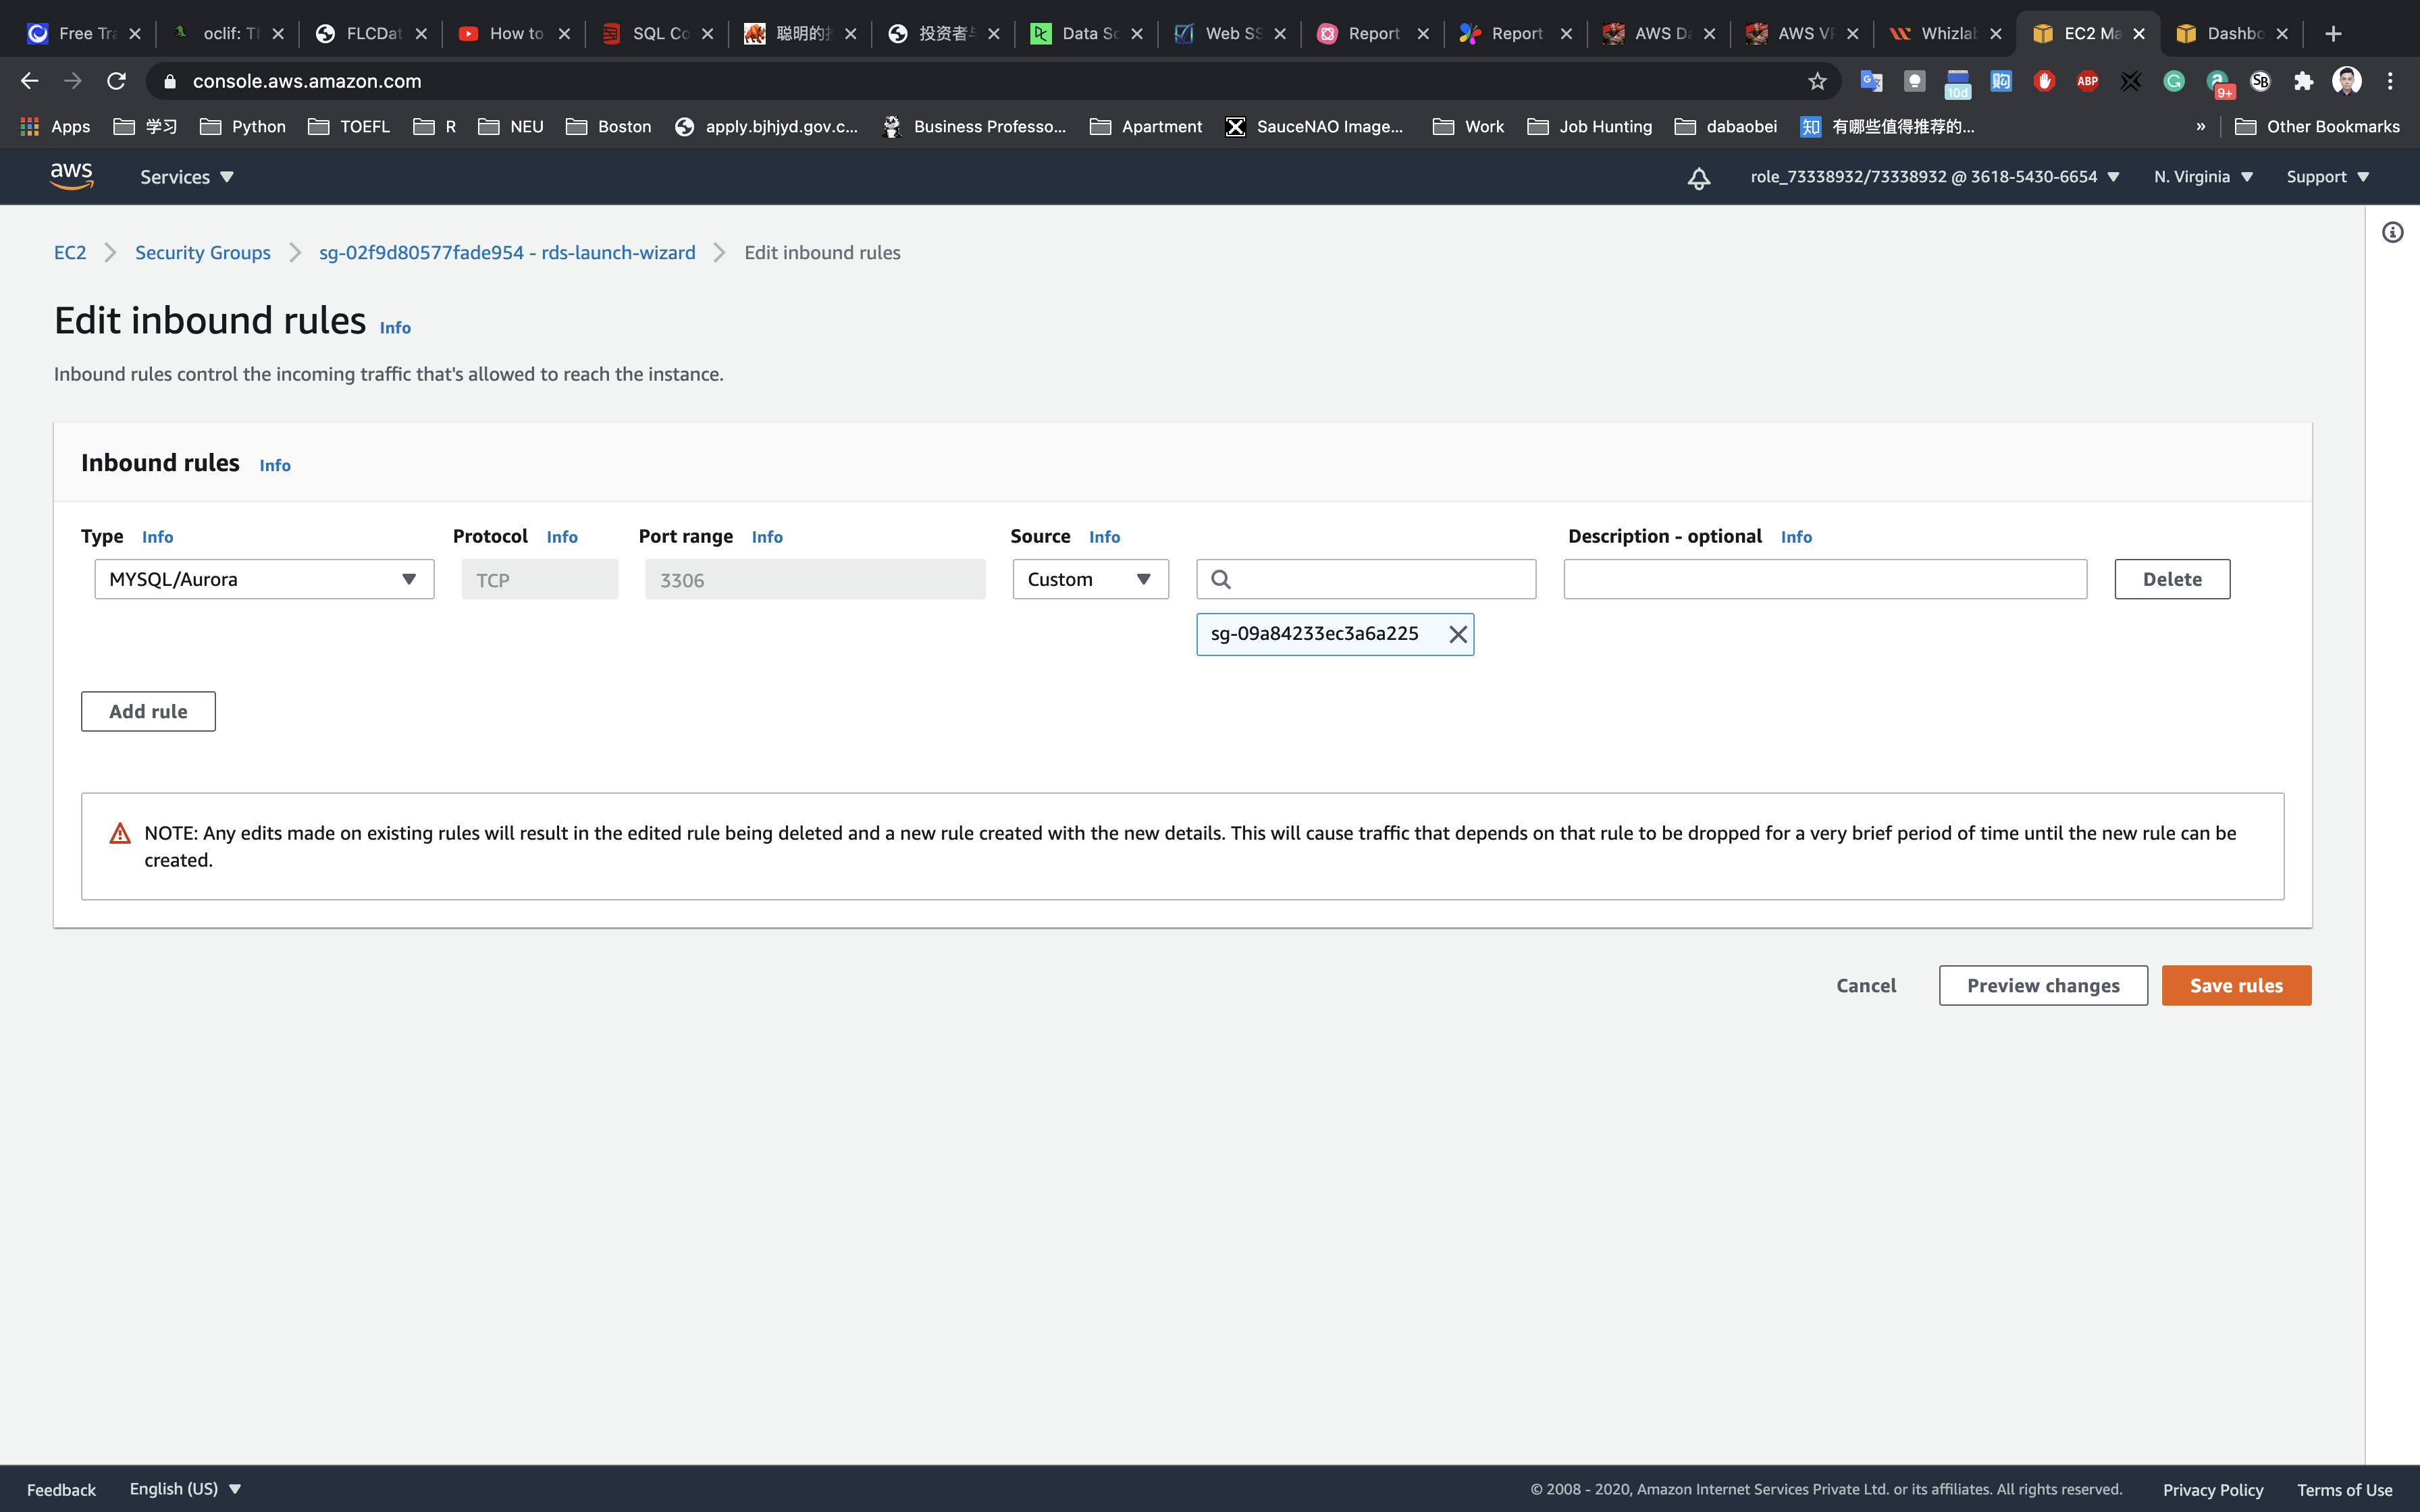 Free Tra oclif: Th FLCDat How to SQL Co 聪明的 投资者 Data Sc Web SS Report Report AWS Da AWS VP Whizlab EC2 Ma Dashbo
console.aws.amazon.com
10d 购 ABP 9+ SB
Apps 学习 Python TOEFL R NEU Boston apply.bjhjyd.gov.c... Business Professo... Apartment SauceNAO Image... Work Job Hunting dabaobei 知 有哪些值得推荐的... » Other Bookmarks
aws Services role_73338932/73338932 @ 3618-5430-6654 N. Virginia Support
EC2 Security Groups sg-02f9d80577fade954 - rds-launch-wizard Edit inbound rules
Edit inbound rules Info
Inbound rules control the incoming traffic that's allowed to reach the instance.
Inbound rules Info
Type Info Protocol Info Port range Info Source Info Description - optional Info
MYSQL/Aurora TCP 3306 Custom Delete
sg-09a84233ec3a6a225
Add rule
NOTE: Any edits made on existing rules will result in the edited rule being deleted and a new rule created with the new details. This will cause traffic that depends on that rule to be dropped for a very brief period of time until the new rule can be
created.
Cancel Preview changes Save rules
Feedback English (US) © 2008 - 2020, Amazon Internet Services Private Ltd. or its affiliates. All rights reserved. Privacy Policy Terms of Use